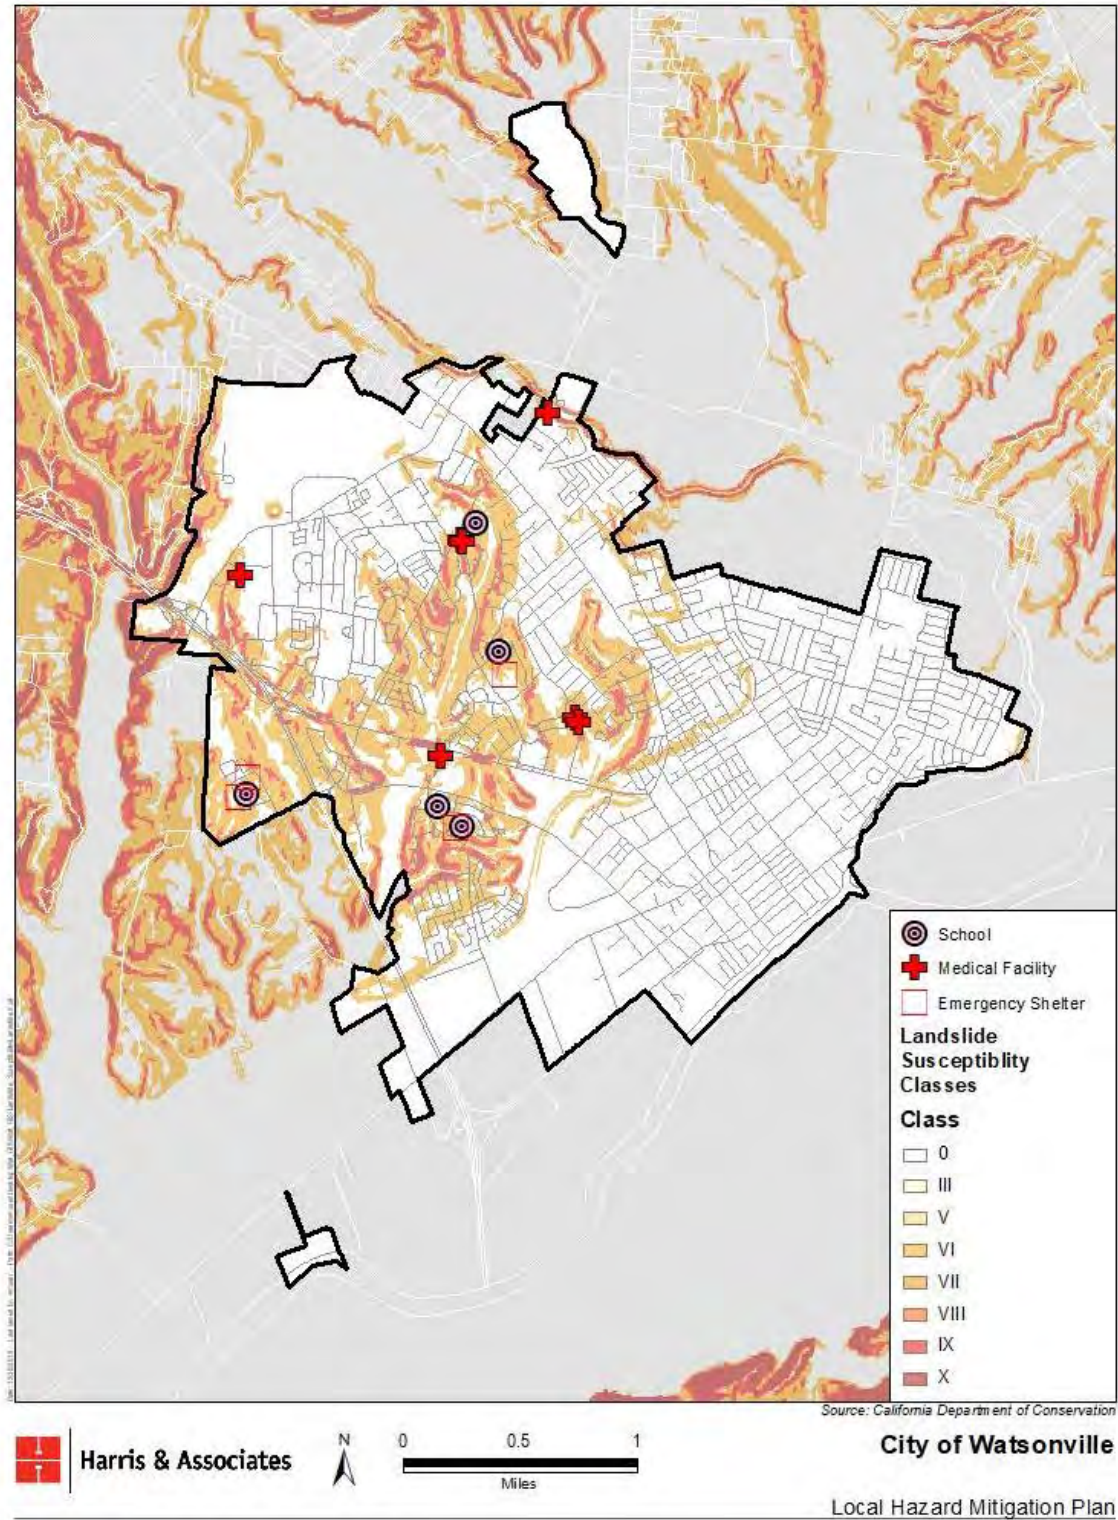 School
Medical Facility
Emergency Shelter
Landslide
Susceptiblity
Classes
Class
0
III
V
VI
VII
VIII
IX
X
Source: California Department of Conservation
Harris & Associates
N
0 0.5 1
Miles
City of Watsonville
Local Hazard Mitigation Plan